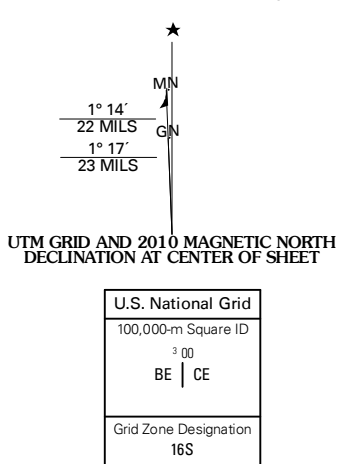 ★
MN
1° 14´
22 MILS
GN
1° 17´
23 MILS
UTM GRID AND 2010 MAGNETIC NORTH
DECLINATION AT CENTER OF SHEET
U.S. National Grid
100,000-m Square ID
³ 00
BE | CE
Grid Zone Designation
16S